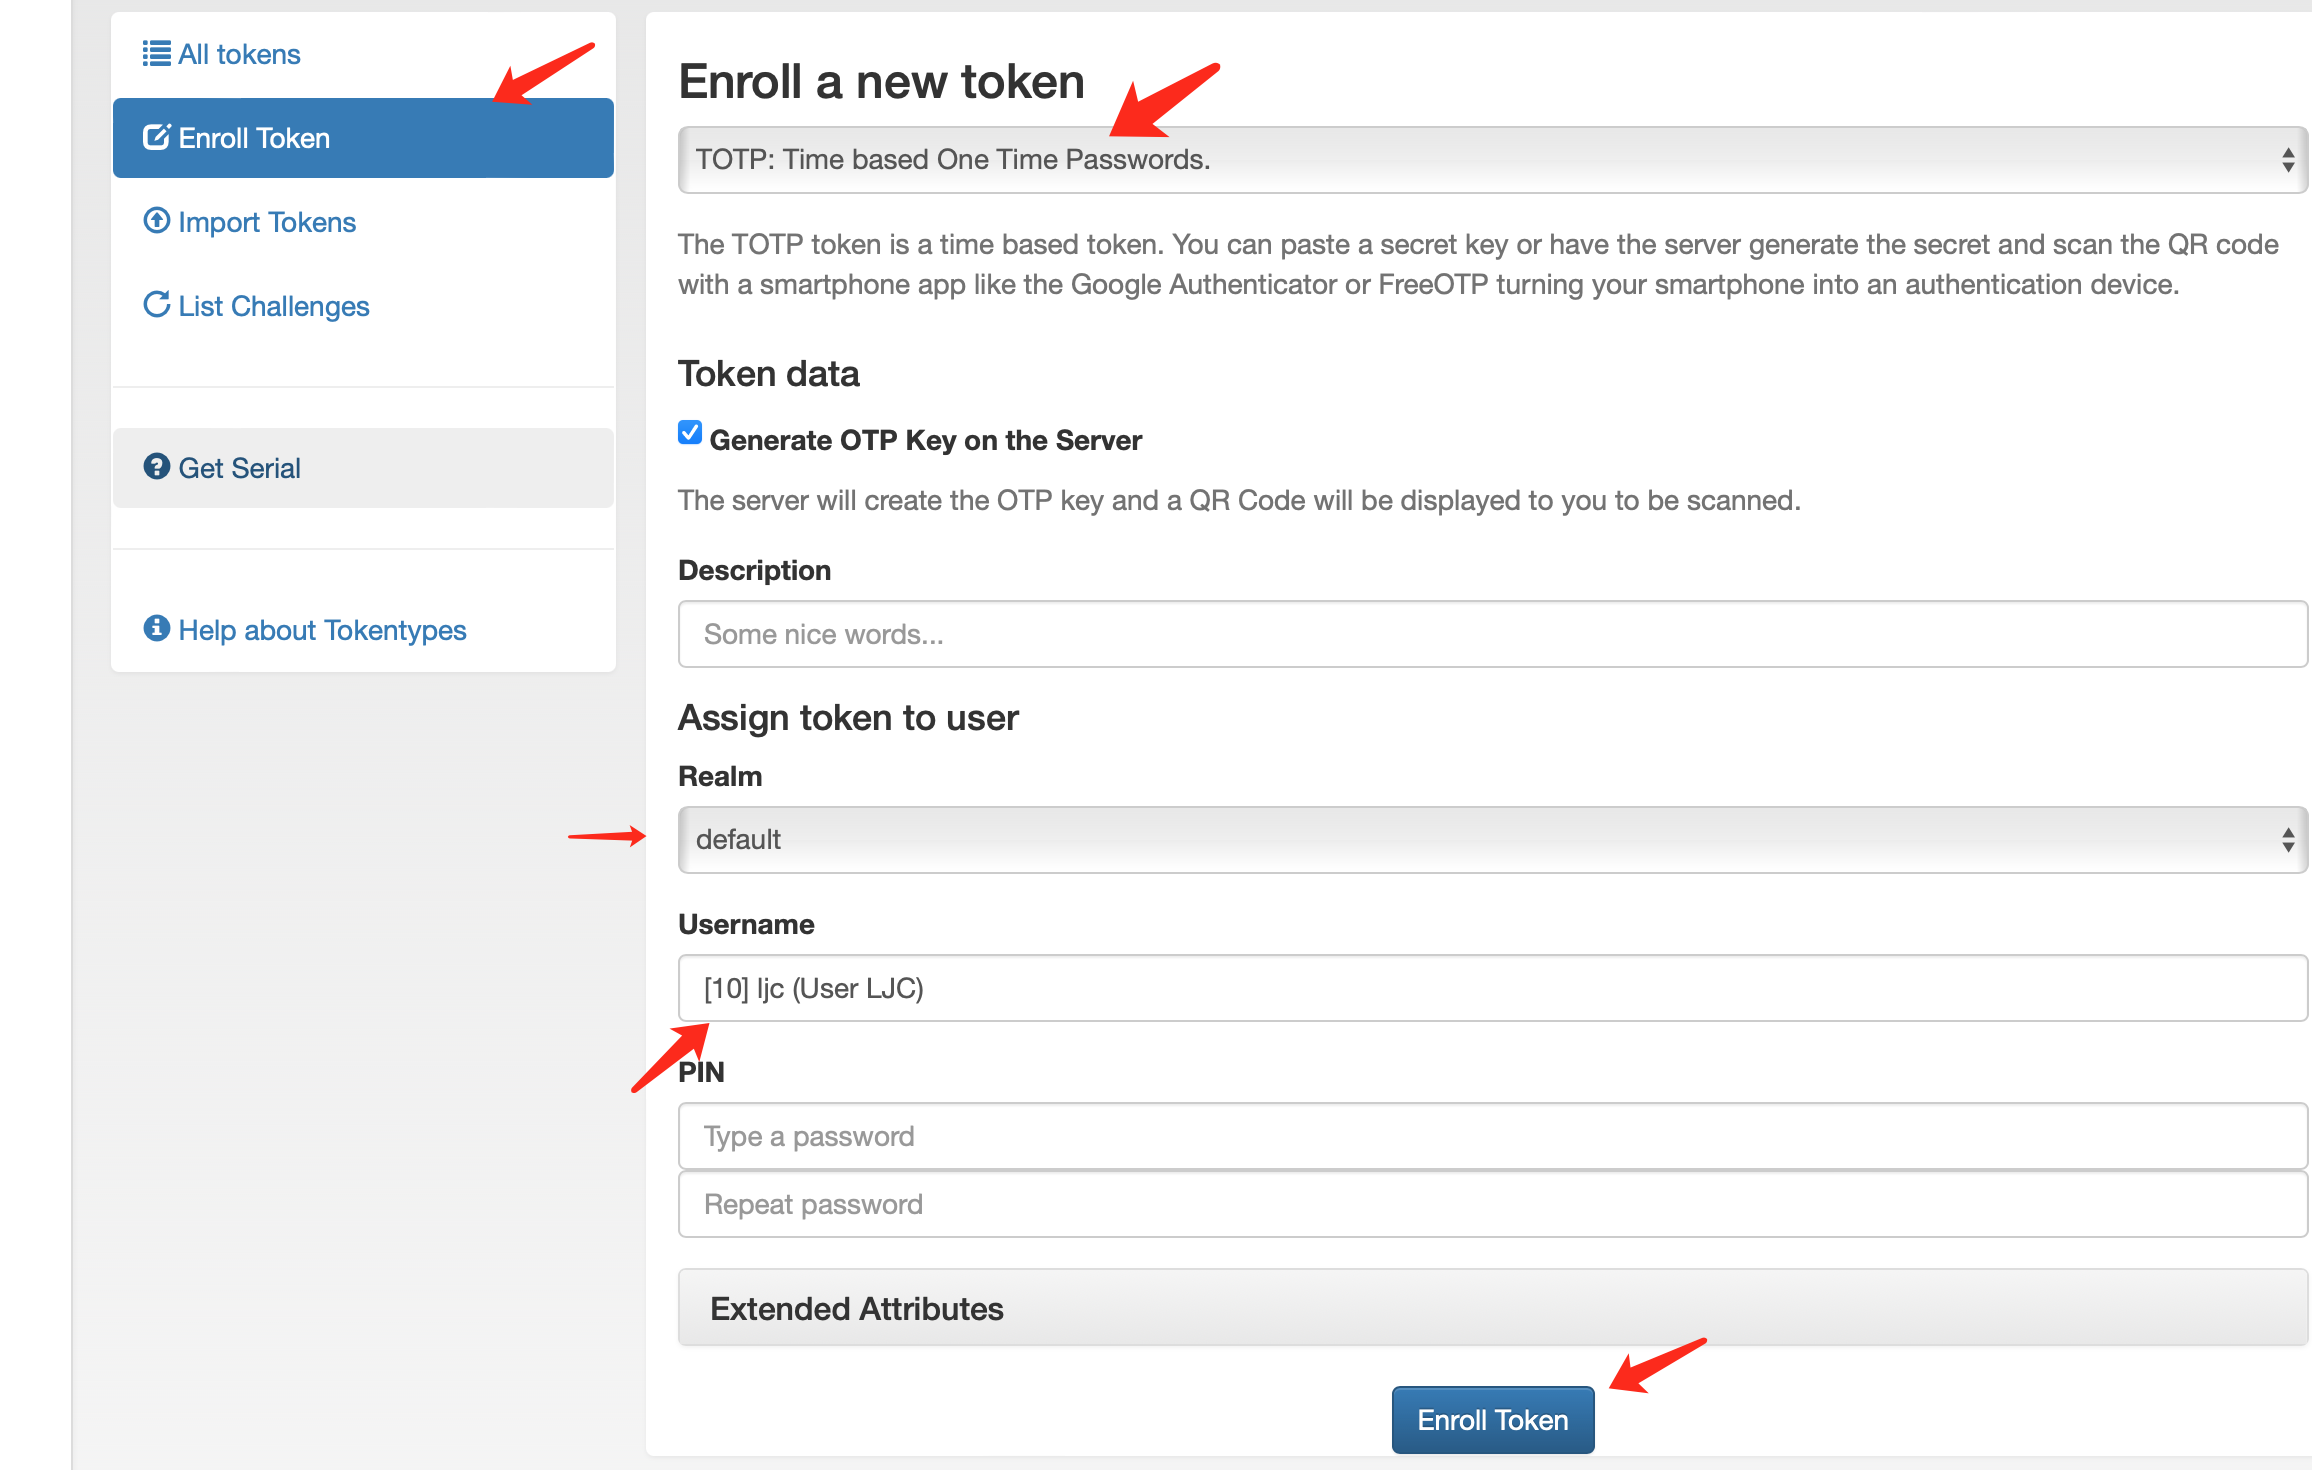 All tokens
Enroll Token
Import Tokens
List Challenges
Get Serial
Help about Tokentypes
Enroll a new token
TOTP: Time based One Time Passwords.
The TOTP token is a time based token. You can paste a secret key or have the server generate the secret and scan the QR code
with a smartphone app like the Google Authenticator or FreeOTP turning your smartphone into an authentication device.
Token data
Generate OTP Key on the Server
The server will create the OTP key and a QR Code will be displayed to you to be scanned.
Description
Some nice words...
Assign token to user
Realm
default
Username
[10] ljc (User LJC)
PIN
Type a password
Repeat password
Extended Attributes
Enroll Token